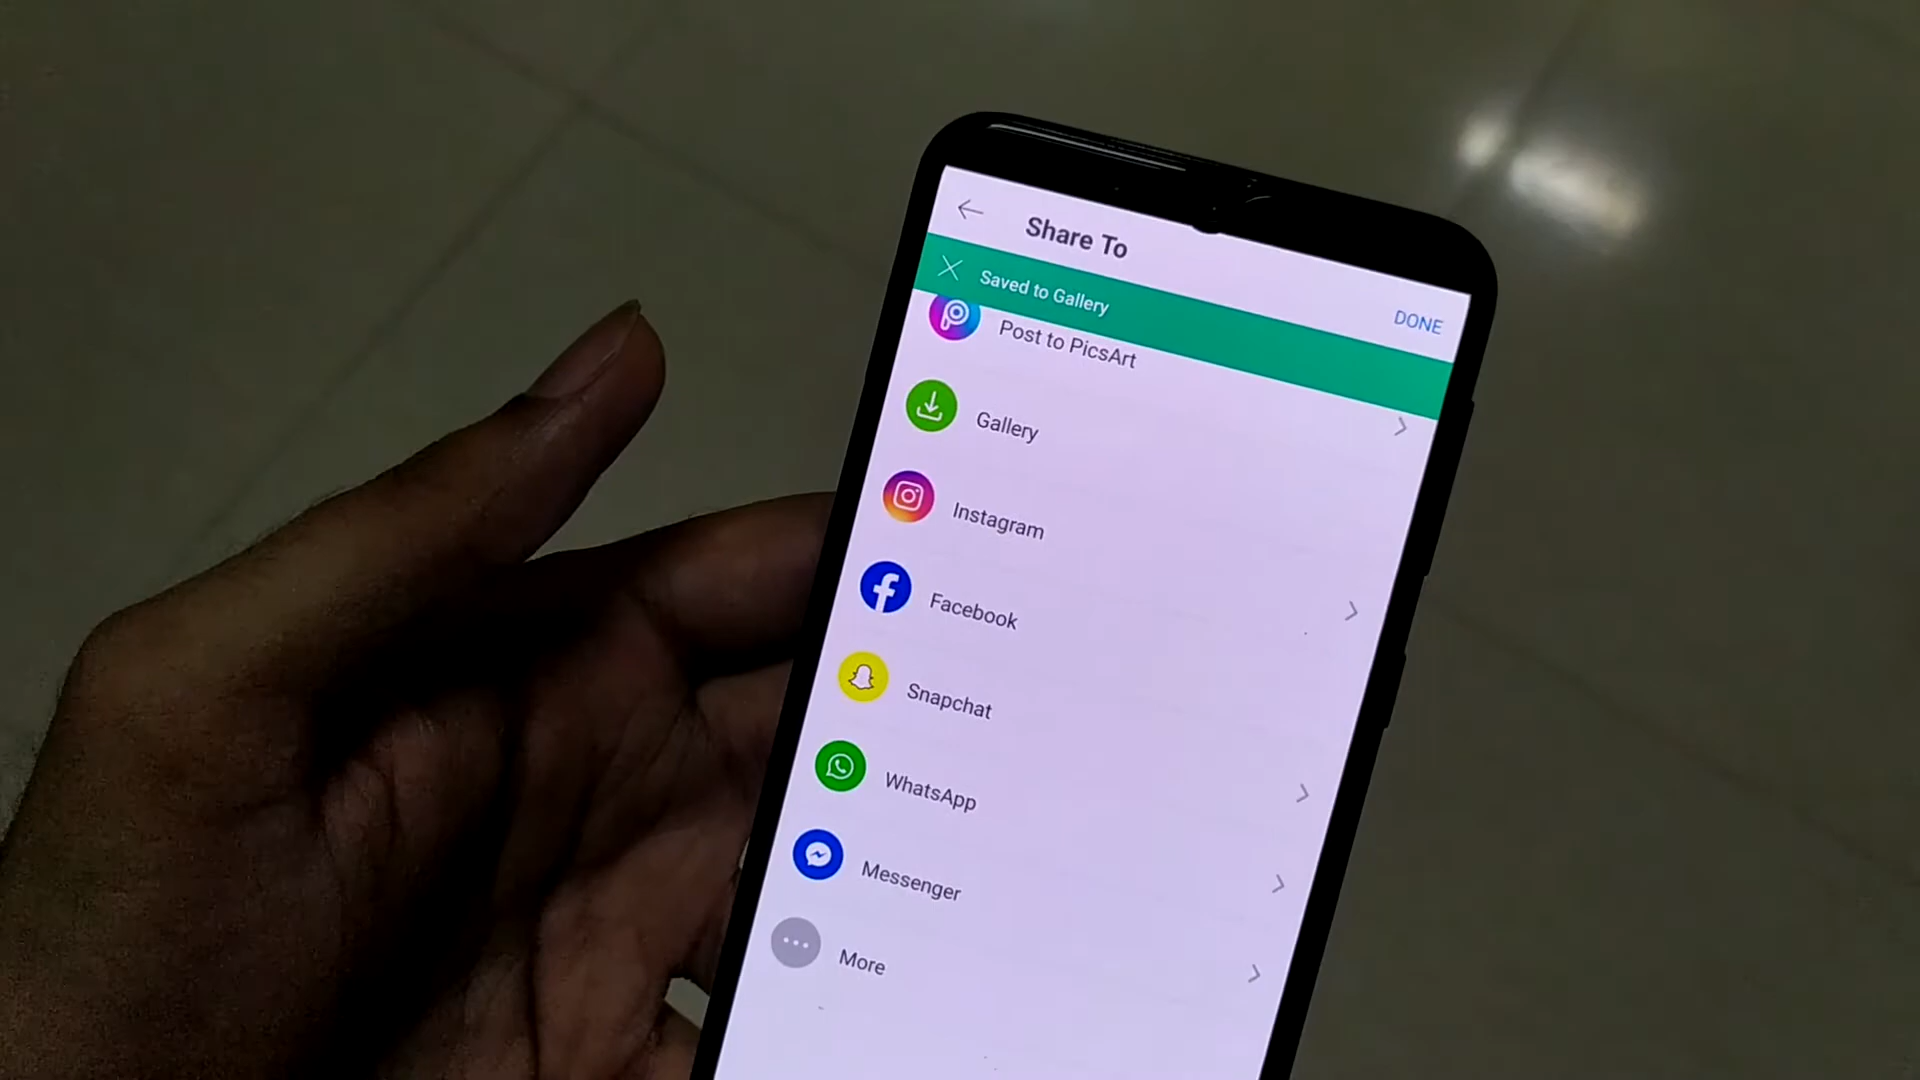 Share To
DONE
Saved to Gallery
Post to PicsArt
Gallery
Instagram
Facebook
Snapchat
WhatsApp
Messenger
More